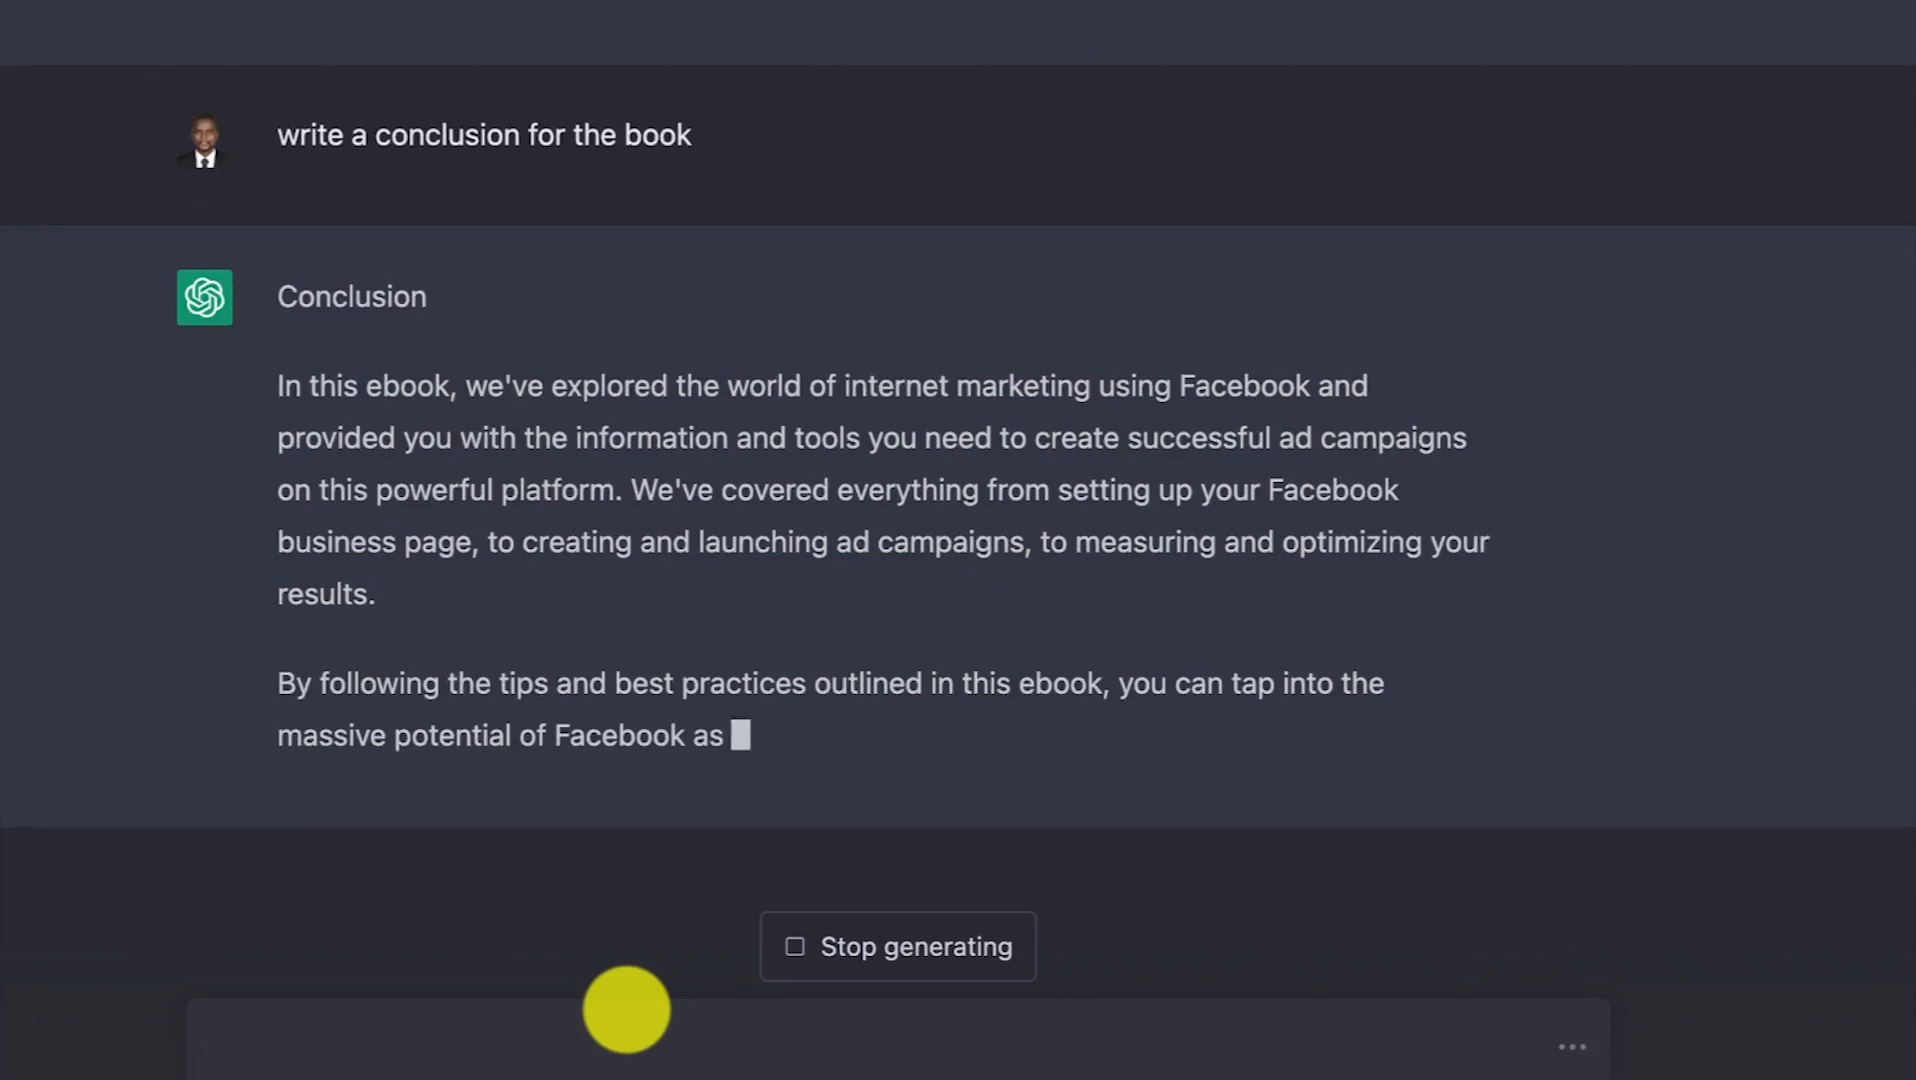 write a conclusion for the book
Conclusion
In this ebook, we've explored the world of internet marketing using Facebook and
provided you with the information and tools you need to create successful ad campaigns
on this powerful platform. We've covered everything from setting up your Facebook
business page, to creating and launching ad campaigns, to measuring and optimizing your
results.
By following the tips and best practices outlined in this ebook, you can tap into the
massive potential of Facebook as
Stop generating